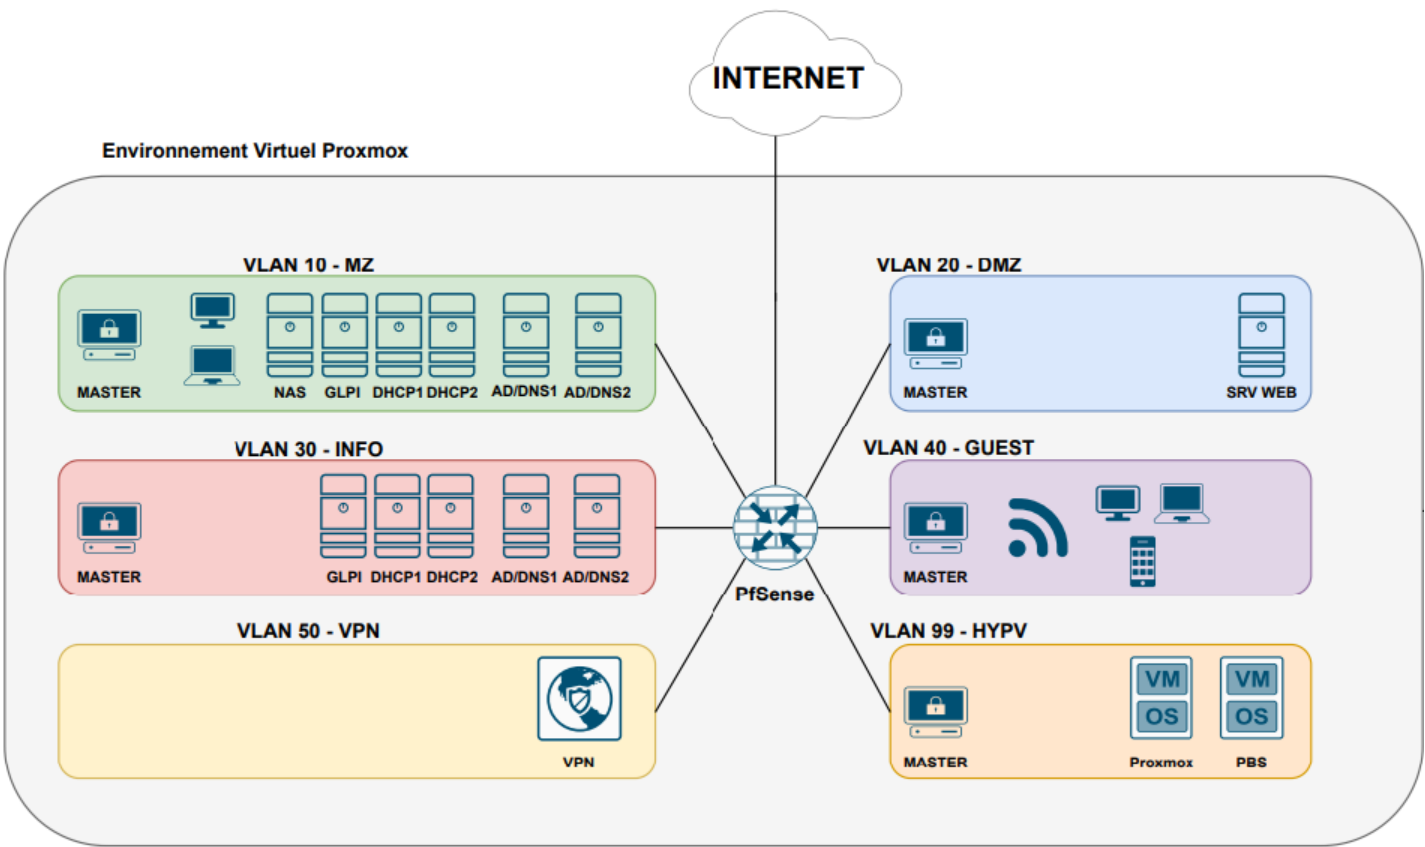 INTERNET
Environnement Virtuel Proxmox
VLAN 10 - MZ
MASTER
NAS
GLPI
DHCP1
DHCP2
AD/DNS1
AD/DNS2
VLAN 20 - DMZ
MASTER
SRV WEB
VLAN 30 - INFO
MASTER
GLPI
DHCP1
DHCP2
AD/DNS1
AD/DNS2
PfSense
VLAN 40 - GUEST
MASTER
VLAN 50 - VPN
VPN
VLAN 99 - HYPV
MASTER
VM
OS
Proxmox
VM
OS
PBS